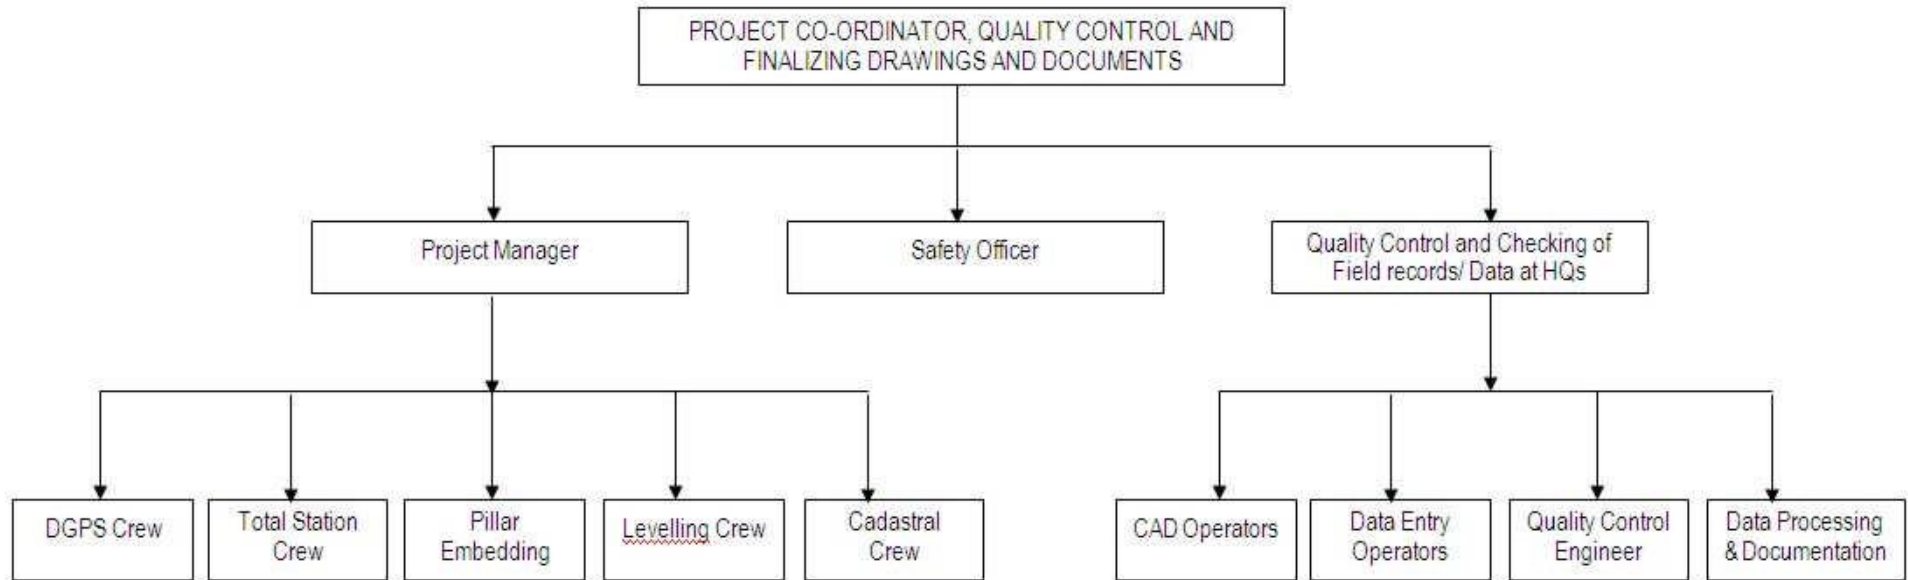 PROJECT CO-ORDINATOR, QUALITY CONTROL AND
FINALIZING DRAWINGS AND DOCUMENTS
Project Manager
Safety Officer
Quality Control and Checking of
Field records/ Data at HQs
DGPS Crew
Total Station
Crew
Pillar
Embedding
Levelling Crew
Cadastral
Crew
CAD Operators
Data Entry
Operators
Quality Control
Engineer
Data Processing
& Documentation